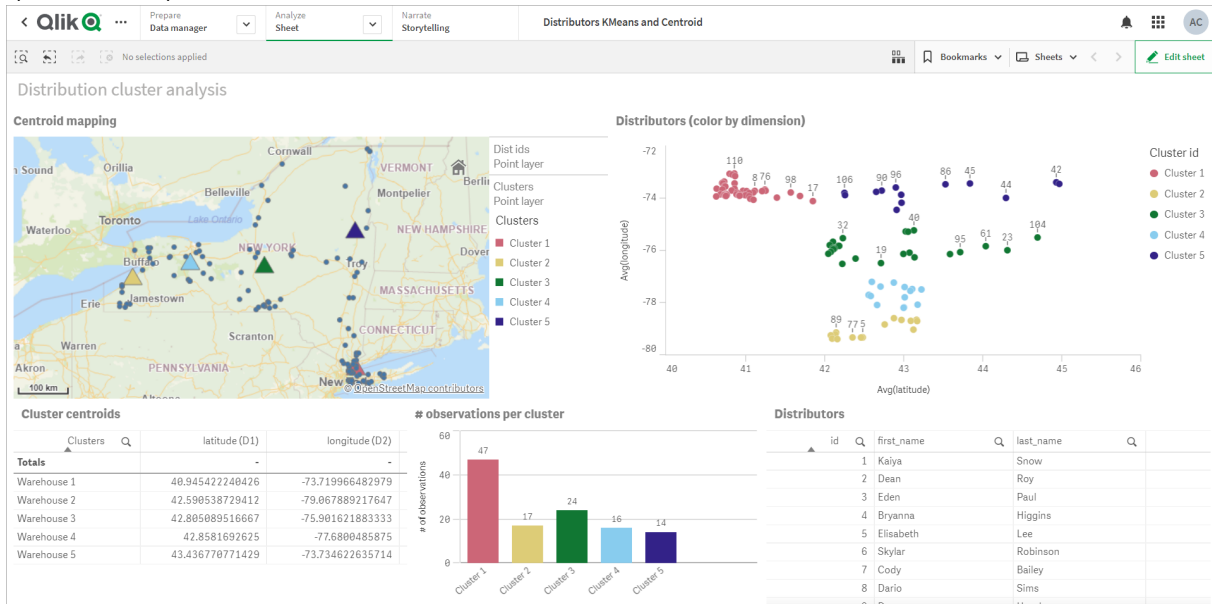 Qlik
Prepare
Data manager
Analyze
Sheet
Narrate
Storytelling
Distributors KMeans and Centroid
AC
No selections applied
Bookmarks
Sheets
Edit sheet
Distribution cluster analysis
Centroid mapping
n Sound
Orillia
Cornwall
VERMONT
Berlin
Belleville
Montpelier
Waterloo
Toronto
Lake Ontario
NEW HAMPSHIRE
Buffalo
NEW YORK
Dover
Troy
Erie
Jamestown
MASSACHUSETTS
Scranton
CONNECTICUT
Warren
Akron
PENNSYLVANIA
New
100 km
© OpenStreetMap contributors
Dist ids
Point layer
Clusters
Point layer
Clusters
Cluster 1
Cluster 2
Cluster 3
Cluster 4
Cluster 5
Distributors (color by dimension)
Avg(longitude)
-72
-74
-76
-78
-80
110
8 76
98
17
106
90 96
86
45
44
42
32
40
19
95
61
23
104
89
77 5
40
41
42
43
44
45
46
Avg(latitude)
Cluster id
Cluster 1
Cluster 2
Cluster 3
Cluster 4
Cluster 5
Cluster centroids
Clusters latitude (D1) longitude (D2)
Totals - -
Warehouse 1 40.945422240426 -73.719966482979
Warehouse 2 42.590538729412 -79.067889217647
Warehouse 3 42.805089516667 -75.901621883333
Warehouse 4 42.8581692625 -77.6800485875
Warehouse 5 43.436770771429 -73.734622635714
# observations per cluster
# of observations
60
40
20
0
47
17
24
16
14
Cluster 1
Cluster 2
Cluster 3
Cluster 4
Cluster 5
Distributors
id first_name last_name
1 Kaiya Snow
2 Dean Roy
3 Eden Paul
4 Bryanna Higgins
5 Elisabeth Lee
6 Skylar Robinson
7 Cody Bailey
8 Dario Sims